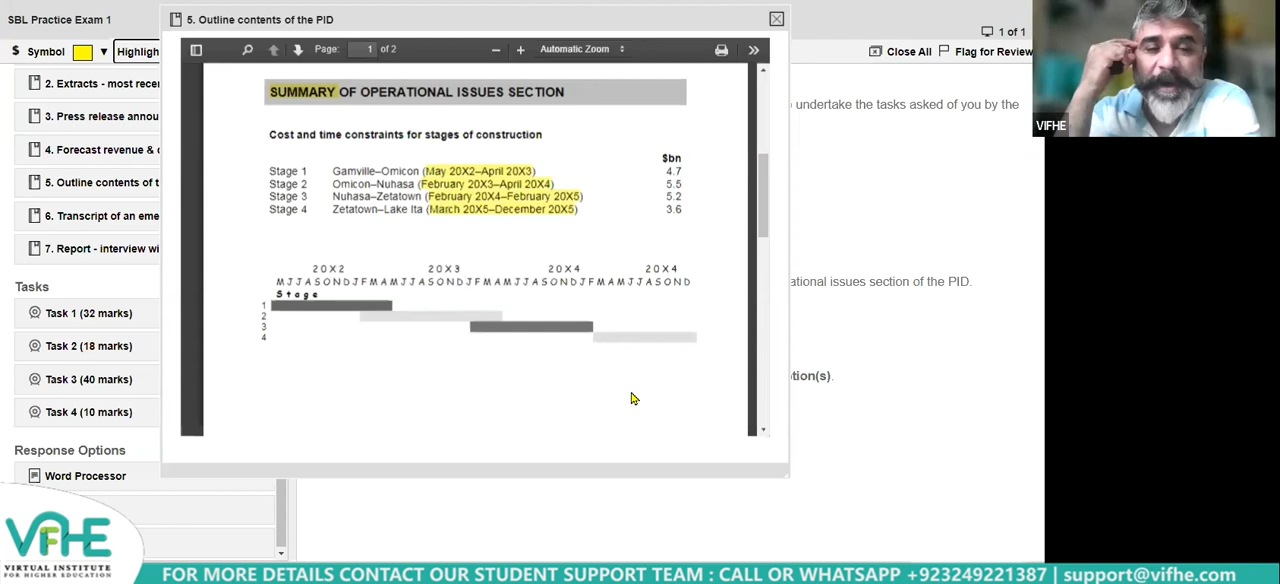 SBL Practice Exam 1
5. Outline contents of the PID
1 of 1
$ Symbol
Highligh
Page: 1 of 2
Automatic Zoom
Close All
Flag for Review
2. Extracts - most recen
3. Press release annou
4. Forecast revenue & c
5. Outline contents of t
6. Transcript of an eme
7. Report - interview wi
Tasks
Task 1 (32 marks)
Task 2 (18 marks)
Task 3 (40 marks)
Task 4 (10 marks)
Response Options
Word Processor
SUMMARY OF OPERATIONAL ISSUES SECTION
Cost and time constraints for stages of construction
$bn
Stage 1 Gamville–Omicon (May 20X2–April 20X3) 4.7
Stage 2 Omicon–Nuhasa (February 20X3–April 20X4) 5.5
Stage 3 Nuhasa–Zetatown (February 20X4–February 20X5) 5.2
Stage 4 Zetatown–Lake Ita (March 20X5–December 20X5) 3.6
20X2 20X3 20X4 20X4
M J J A S O N D J F M A M J J A S O N D J F M A M J J A S O N D J F M A M J J A S O N D
Stage
1
2
3
4
undertake the tasks asked of you by the
ational issues section of the PID.
tion(s).
VIFHE
VFHE
VIRTUAL INSTITUTE
FOR HIGHER EDUCATION
FOR MORE DETAILS CONTACT OUR STUDENT SUPPORT TEAM : CALL OR WHATSAPP +923249221387 | support@vifhe.com